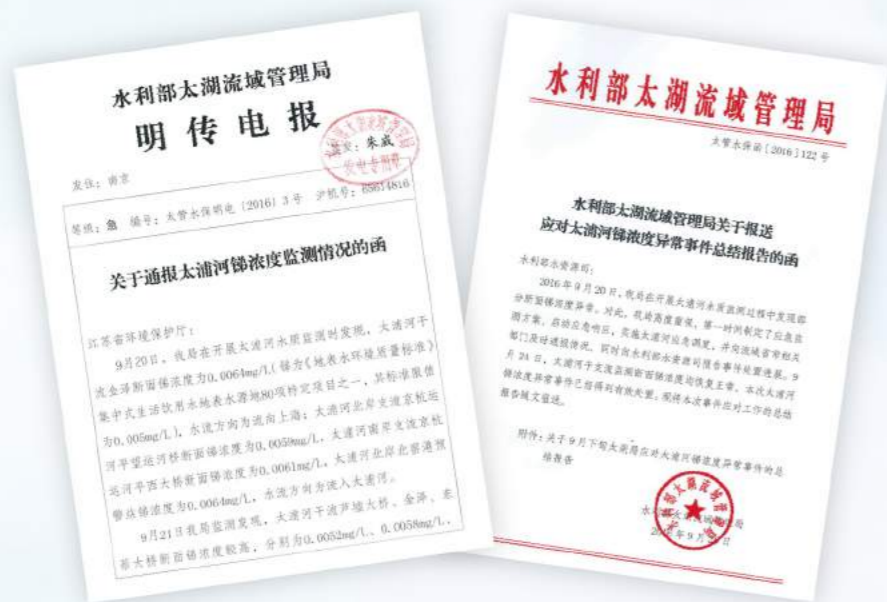 水利部太湖流域管理局
明传电报
发往：南京
签发：朱威
等级：急 编号：太管水保明电〔2016〕3号 沪机号：65614816
关于通报太浦河锑浓度监测情况的函
江苏省环境保护厅：
9月20日，我局在开展太浦河水质监测时发现，太浦河干
流金泽断面锑浓度为0.0064mg/L（锑为《地表水环境质量标准》
集中式生活饮用水地表水源地80项特定项目之一，其标准限值
为0.005mg/L），水流方向为流向上海；太浦河北岸支流京杭运
河平望运河桥断面锑浓度为0.0059mg/L，太浦河南岸支流京杭
运河平西大桥断面锑浓度为0.0061mg/L，太浦河北岸北窑港预
警站锑浓度为0.0064mg/L，水流方向为流入太浦河。
9月21日我局监测发现，太浦河干流芦墟大桥、金泽、东
蔡大桥断面锑浓度较高，分别为0.0052mg/L、0.0058mg/L、
水利部太湖流域管理局
太管水保函〔2016〕122号
水利部太湖流域管理局关于报送
应对太浦河锑浓度异常事件总结报告的函
水利部水资源司：
2016年9月20日，我局在开展太浦河水质监测过程中发现部
分断面锑浓度异常。对此，我局高度重视，第一时间制定了应急监
测方案，启动应急响应，实施太浦河应急调度，并向流域省市相关
部门及时通报情况，同时向水利部水资源司报告事件处置进展。9
月24日，太浦河干支流监测断面锑浓度均恢复正常，本次太浦河
锑浓度异常事件已得到有效处置。现将本次事件应对工作的总结
报告随文报送。
附件：关于9月下旬太湖局应对太浦河锑浓度异常事件的总
结报告
水利部太湖流域管理局
2016年9月 日